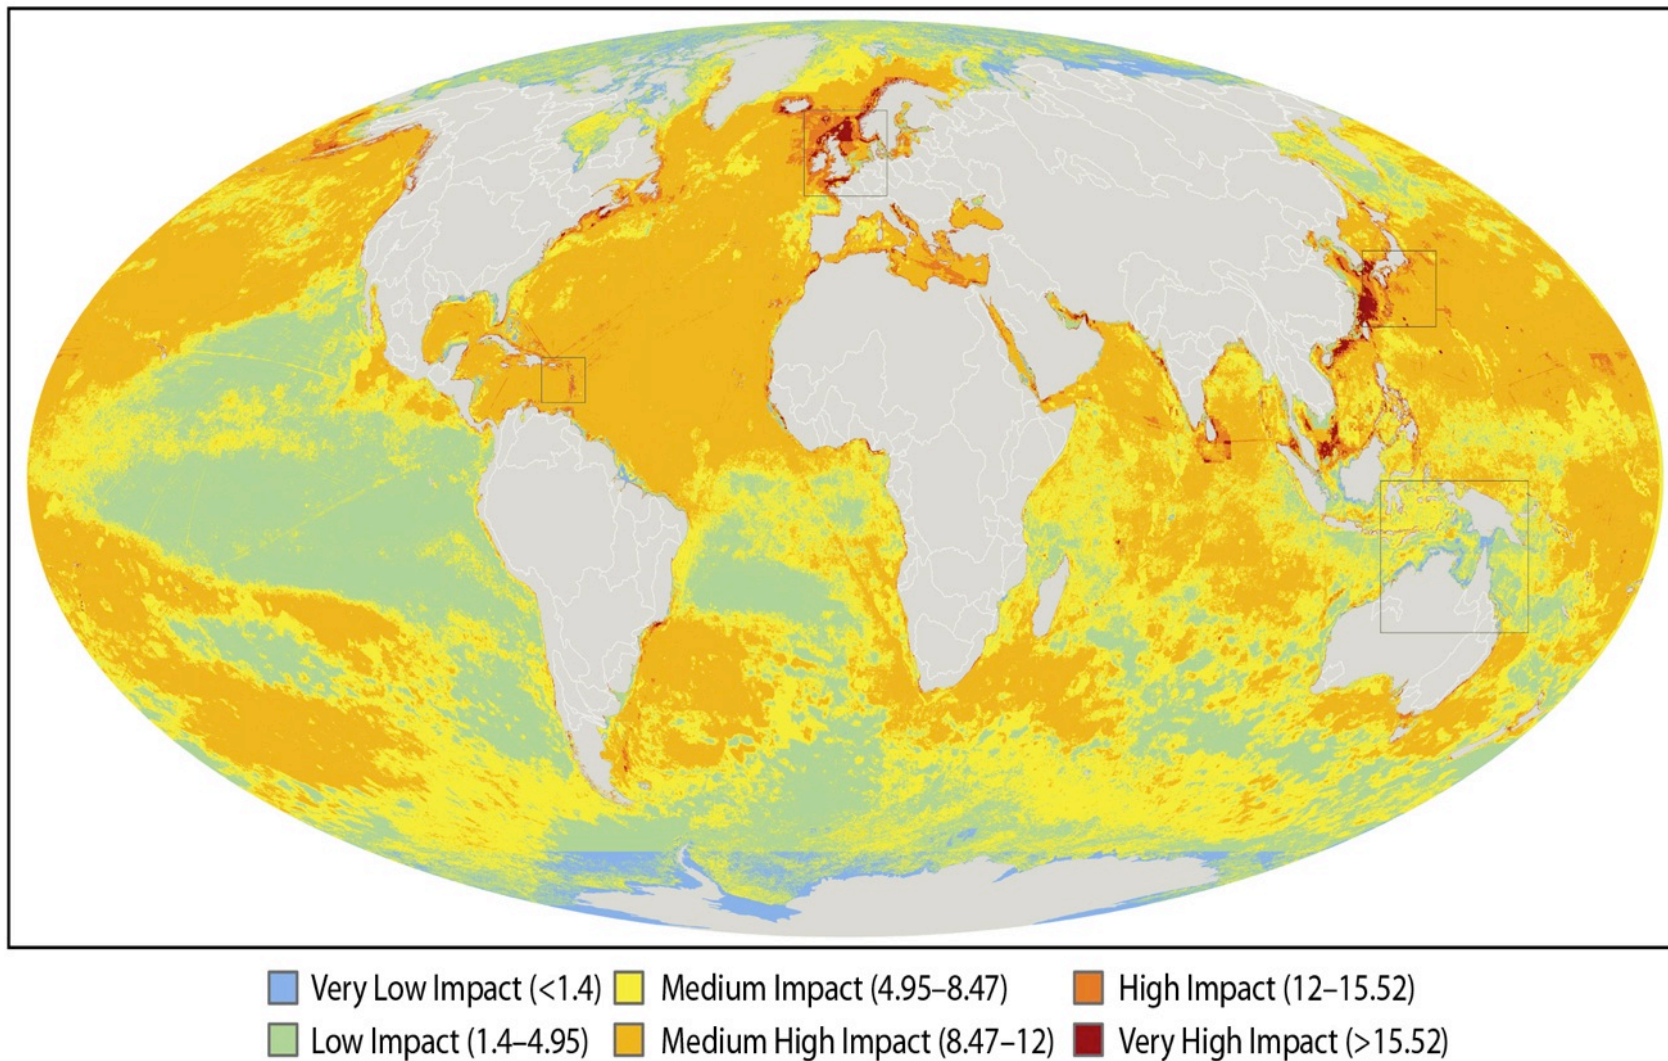 Very Low Impact (<1.4) Medium Impact (4.95–8.47) High Impact (12–15.52)
Low Impact (1.4–4.95) Medium High Impact (8.47–12) Very High Impact (>15.52)